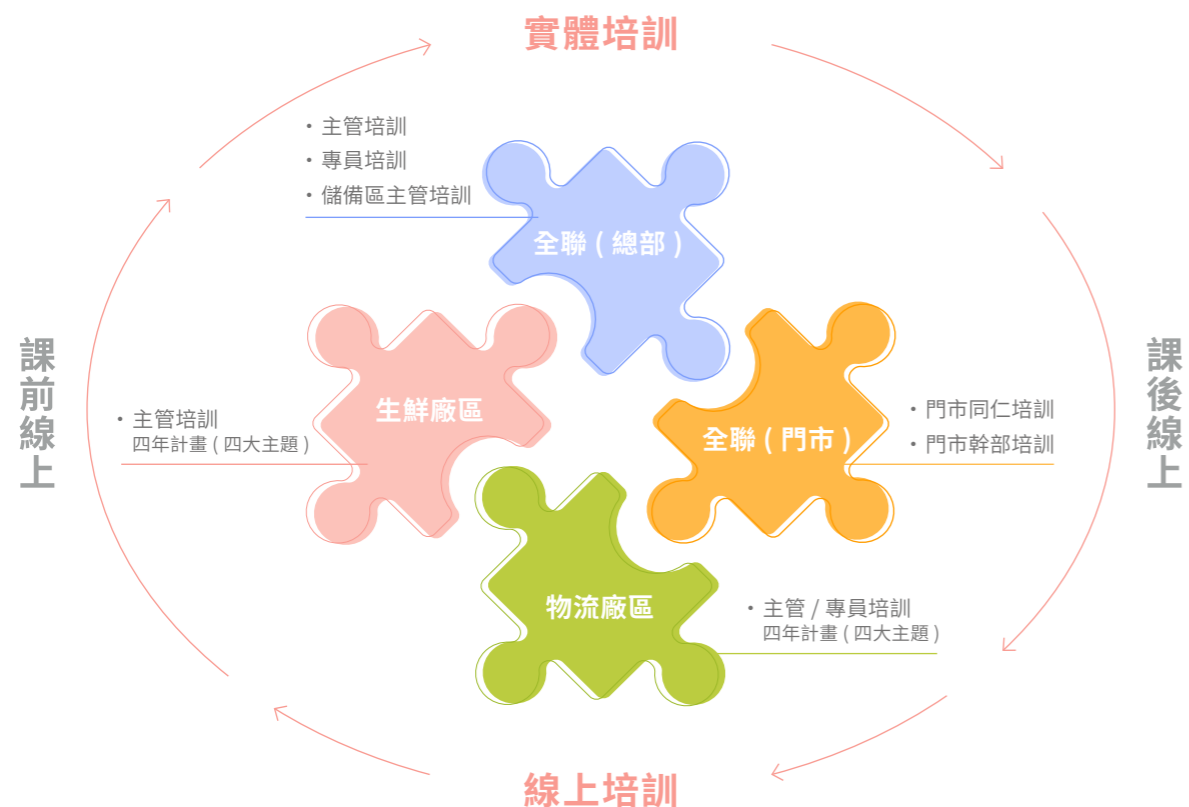 實體培訓
・主管培訓
・專員培訓
・儲備區主管培訓
全聯 ( 總部 )
課前線上
生鮮廠區
・主管培訓
四年計畫 ( 四大主題 )
全聯 ( 門市 )
・門市同仁培訓
・門市幹部培訓
課後線上
物流廠區
・主管 / 專員培訓
四年計畫 ( 四大主題 )
線上培訓